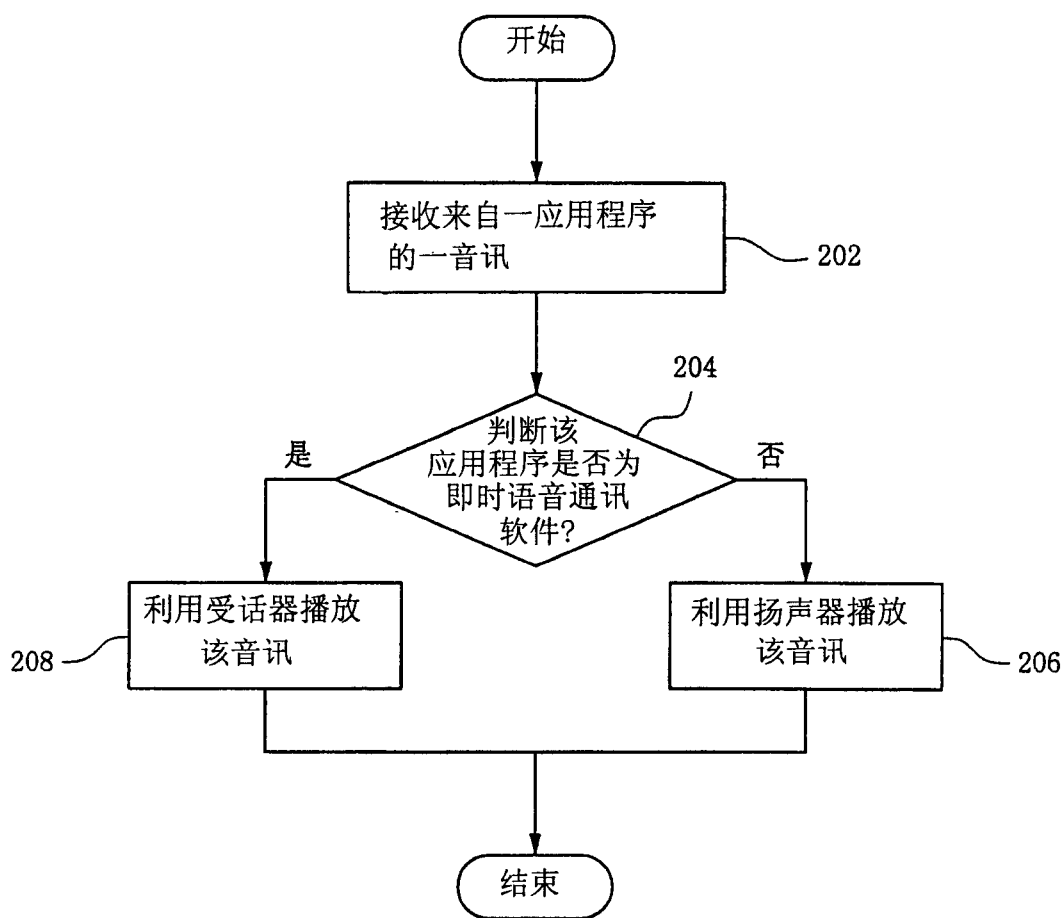 开始
接收来自一应用程序
的一音讯
202
204
判断该
应用程序是否为
即时语音通讯
软件?
是
否
利用受话器播放
该音讯
208
利用扬声器播放
该音讯
206
结束